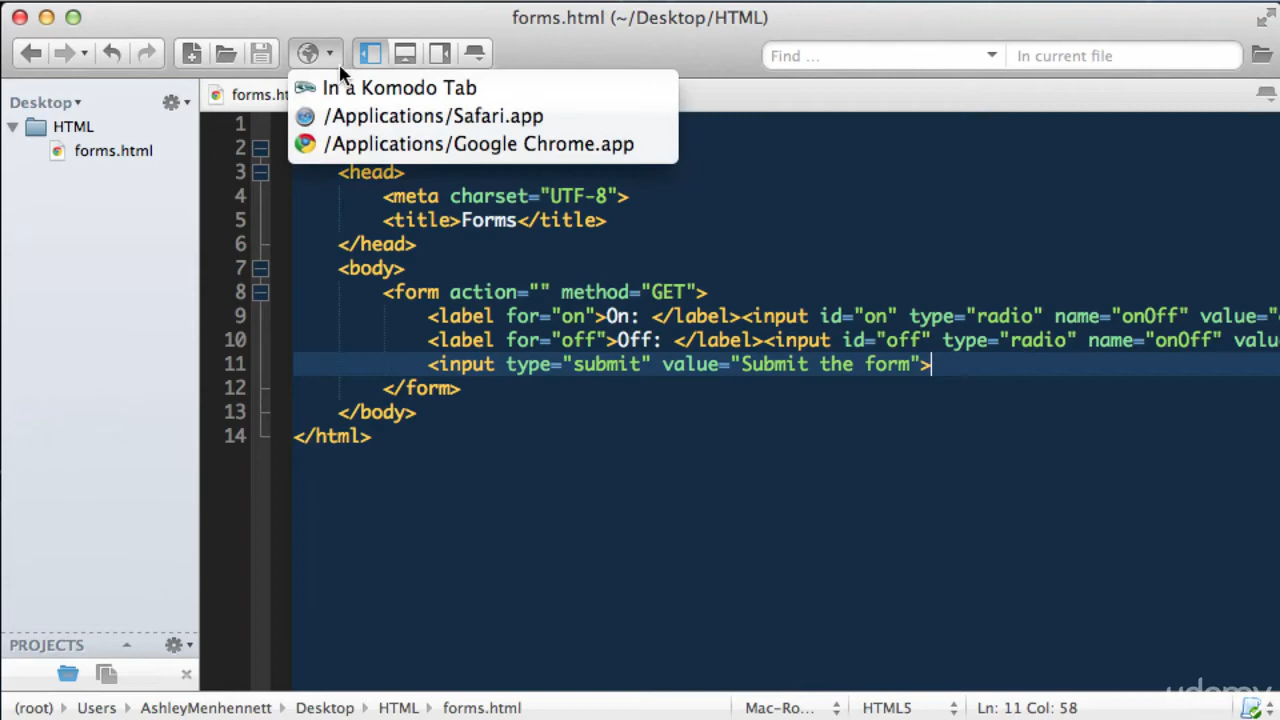 forms.html (~/Desktop/HTML)
Find ...
In current file
Desktop
forms.ht
In a Komodo Tab
/Applications/Safari.app
/Applications/Google Chrome.app
HTML
forms.html
1
2
3 <head>
4 <meta charset="UTF-8">
5 <title>Forms</title>
6 </head>
7 <body>
8 <form action="" method="GET">
9 <label for="on">On: </label><input id="on" type="radio" name="onOff" value="
10 <label for="off">Off: </label><input id="off" type="radio" name="onOff" valu
11 <input type="submit" value="Submit the form">
12 </form>
13 </body>
14 </html>
PROJECTS
udemy
(root) Users AshleyMenhennett Desktop HTML forms.html Mac-Ro... HTML5 Ln: 11 Col: 58